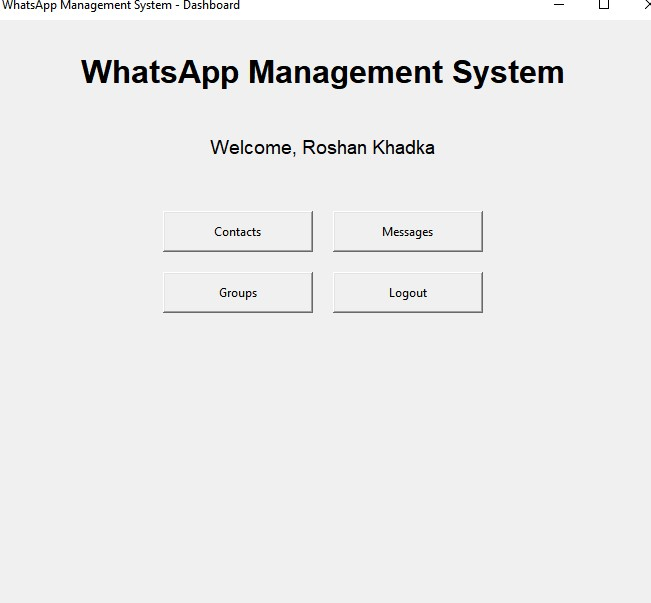 WhatsApp Management System - Dashboard
WhatsApp Management System
Welcome, Roshan Khadka
Contacts Messages
Groups Logout